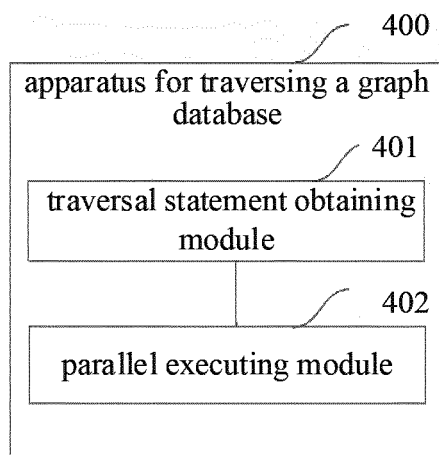 400
apparatus for traversing a graph
database
401
traversal statement obtaining
module
402
parallel executing module